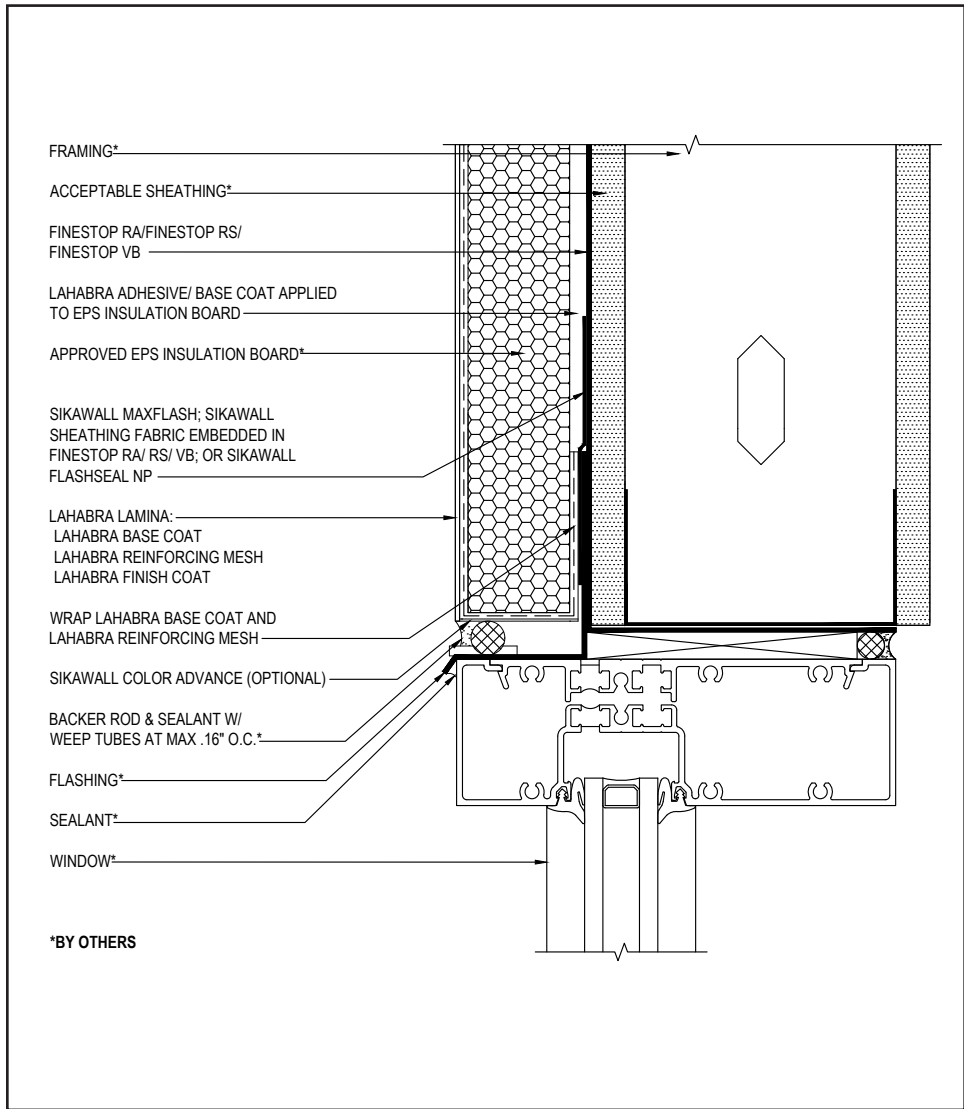 FRAMING*
ACCEPTABLE SHEATHING*
FINESTOP RA/FINESTOP RS/
FINESTOP VB
LAHABRA ADHESIVE/ BASE COAT APPLIED
TO EPS INSULATION BOARD
APPROVED EPS INSULATION BOARD*
SIKAWALL MAXFLASH; SIKAWALL
SHEATHING FABRIC EMBEDDED IN
FINESTOP RA/ RS/ VB; OR SIKAWALL
FLASHSEAL NP
LAHABRA LAMINA:
LAHABRA BASE COAT
LAHABRA REINFORCING MESH
LAHABRA FINISH COAT
WRAP LAHABRA BASE COAT AND
LAHABRA REINFORCING MESH
SIKAWALL COLOR ADVANCE (OPTIONAL)
BACKER ROD & SEALANT W/
WEEP TUBES AT MAX .16" O.C.*
FLASHING*
SEALANT*
WINDOW*
*BY OTHERS